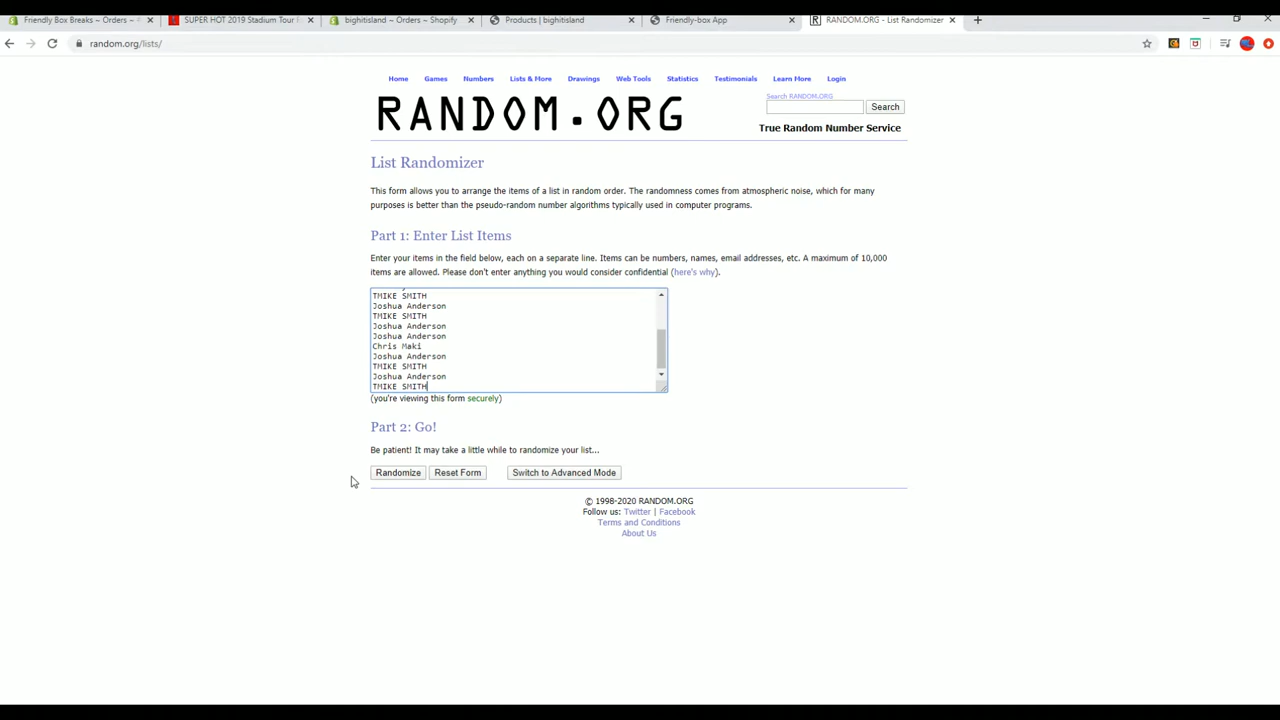 Friendly Box Breaks ~ Orders ~
SUPER HOT 2019 Stadium Tour
bighitisland ~ Orders ~ Shopify
Products | bighitisland
Friendly-box App
RANDOM.ORG - List Randomizer
random.org/lists/
Home Games Numbers Lists & More Drawings Web Tools Statistics Testimonials Learn More Login
RANDOM.ORG
Search RANDOM.ORG
Search
True Random Number Service
List Randomizer
This form allows you to arrange the items of a list in random order. The randomness comes from atmospheric noise, which for many
purposes is better than the pseudo-random number algorithms typically used in computer programs.
Part 1: Enter List Items
Enter your items in the field below, each on a separate line. Items can be numbers, names, email addresses, etc. A maximum of 10,000
items are allowed. Please don't enter anything you would consider confidential (here's why).
TMIKE SMITH
Joshua Anderson
TMIKE SMITH
Joshua Anderson
Joshua Anderson
Chris Maki
Joshua Anderson
TMIKE SMITH
Joshua Anderson
TMIKE SMITH
(you're viewing this form securely)
Part 2: Go!
Be patient! It may take a little while to randomize your list...
Randomize Reset Form Switch to Advanced Mode
© 1998-2020 RANDOM.ORG
Follow us: Twitter | Facebook
Terms and Conditions
About Us